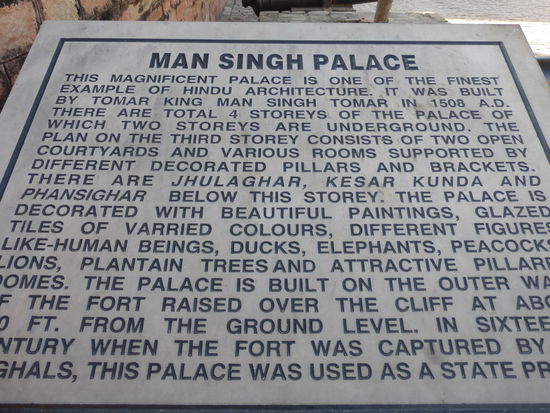 MAN SINGH PALACE
THIS MAGNIFICENT PALACE IS ONE OF THE FINEST
EXAMPLE OF HINDU ARCHITECTURE. IT WAS BUILT
BY TOMAR KING MAN SINGH TOMAR IN 1508 A.D.
THERE ARE TOTAL 4 STOREYS OF THE PALACE OF
WHICH TWO STOREYS ARE UNDERGROUND. THE
PLAN ON THE THIRD STOREY CONSISTS OF TWO OPEN
COURTYARDS AND VARIOUS ROOMS SUPPORTED BY
DIFFERENT DECORATED PILLARS AND BRACKETS.
THERE ARE JHULAGHAR, KESAR KUNDA AND
PHANSIGHAR BELOW THIS STOREY. THE PALACE IS
DECORATED WITH BEAUTIFUL PAINTINGS, GLAZED
TILES OF VARRIED COLOURS, DIFFERENT FIGURES
LIKE-HUMAN BEINGS, DUCKS, ELEPHANTS, PEACOCKS
LIONS, PLANTAIN TREES AND ATTRACTIVE PILLARE
DOMES. THE PALACE IS BUILT ON THE OUTER WA
F THE FORT RAISED OVER THE CLIFF AT ABO
0 FT. FROM THE GROUND LEVEL. IN SIXTEE
ENTURY WHEN THE FORT WAS CAPTURED BY
GHALS, THIS PALACE WAS USED AS A STATE PR